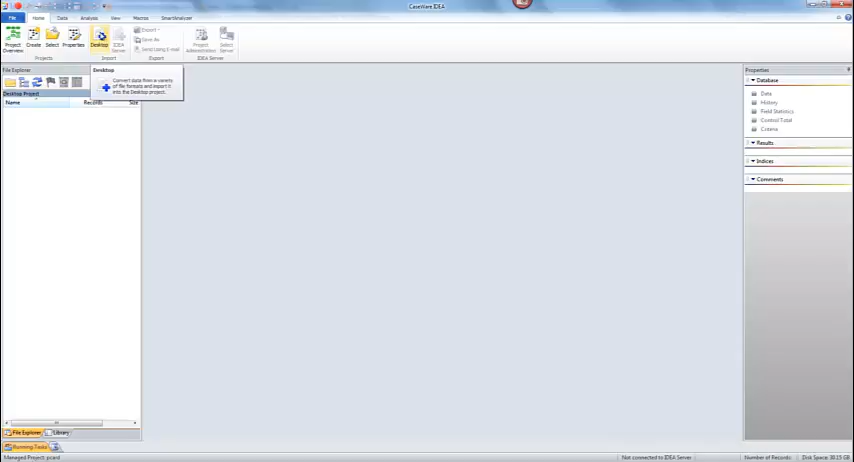 CaseWare IDEA
File Home Data Analysis View Macros SmartAnalyzer
Project Overview
Create
Select
Properties
Desktop
IDEA Server
Export
Save As
Send Using E-mail
Project Administration
Select Server
Projects
Import
Export
IDEA Server
Desktop
Convert data from a variety
of file formats and import it
into the Desktop project.
File Explorer
Desktop Project
Name Records Size
Properties
Database
Data
History
Field Statistics
Control Total
Criteria
Results
Indices
Comments
File Explorer Library
Running Tasks
Managed Project: pcard
Not connected to IDEA Server
Number of Records:
Disk Space: 30.15 GB